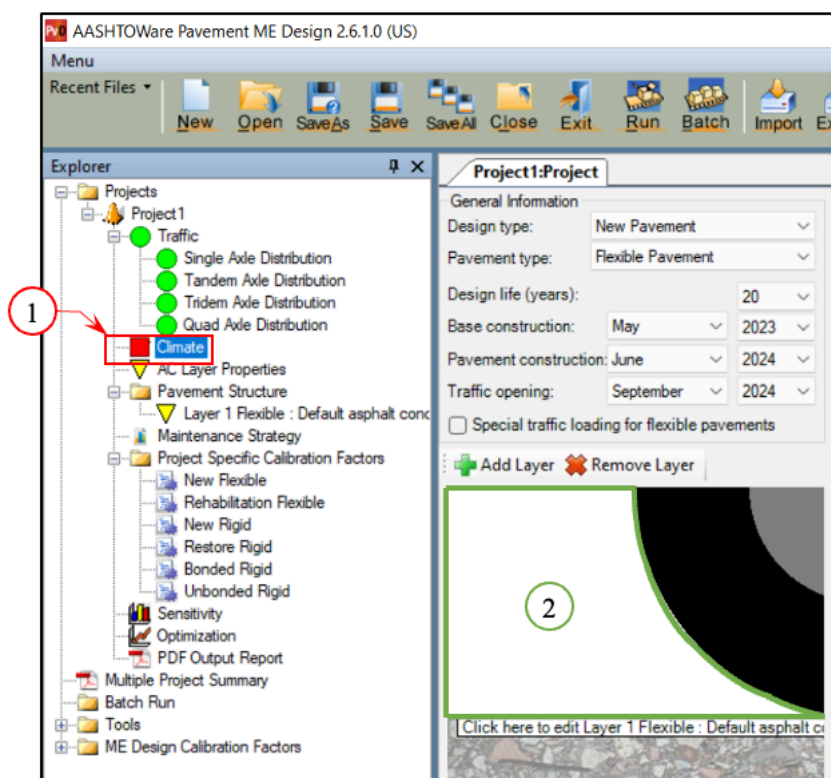 AASHTOWare Pavement ME Design 2.6.1.0 (US)
Menu
Recent Files
New Open SaveAs Save SaveAll Close Exit Run Batch Import
Explorer
Projects
Project1
Traffic
Single Axle Distribution
Tandem Axle Distribution
Tridem Axle Distribution
Quad Axle Distribution
1
Climate
AC Layer Properties
Pavement Structure
Layer 1 Flexible : Default asphalt conc
Maintenance Strategy
Project Specific Calibration Factors
New Flexible
Rehabilitation Flexible
New Rigid
Restore Rigid
Bonded Rigid
Unbonded Rigid
Sensitivity
Optimization
PDF Output Report
Multiple Project Summary
Batch Run
Tools
ME Design Calibration Factors
Project1:Project
General Information
Design type: New Pavement
Pavement type: Flexible Pavement
Design life (years): 20
Base construction: May 2023
Pavement construction: June 2024
Traffic opening: September 2024
Special traffic loading for flexible pavements
Add Layer Remove Layer
2
Click here to edit Layer 1 Flexible : Default asphalt co